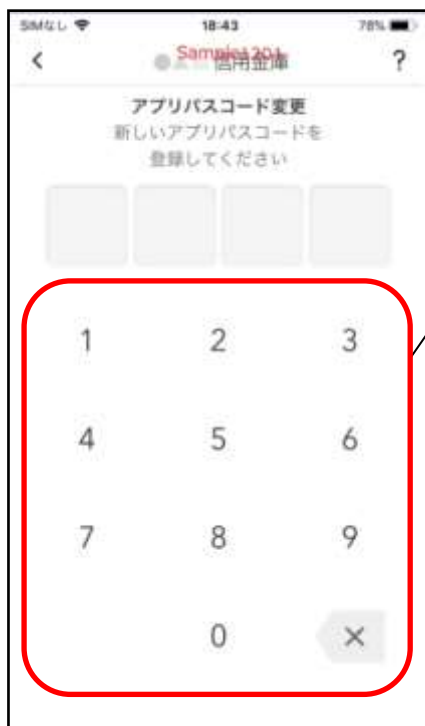 SIMなし 18:43 78%
< Sample1201 信用金庫 ?
アプリパスコード変更
新しいアプリパスコードを
登録してください
1 2 3
4 5 6
7 8 9
0 ×